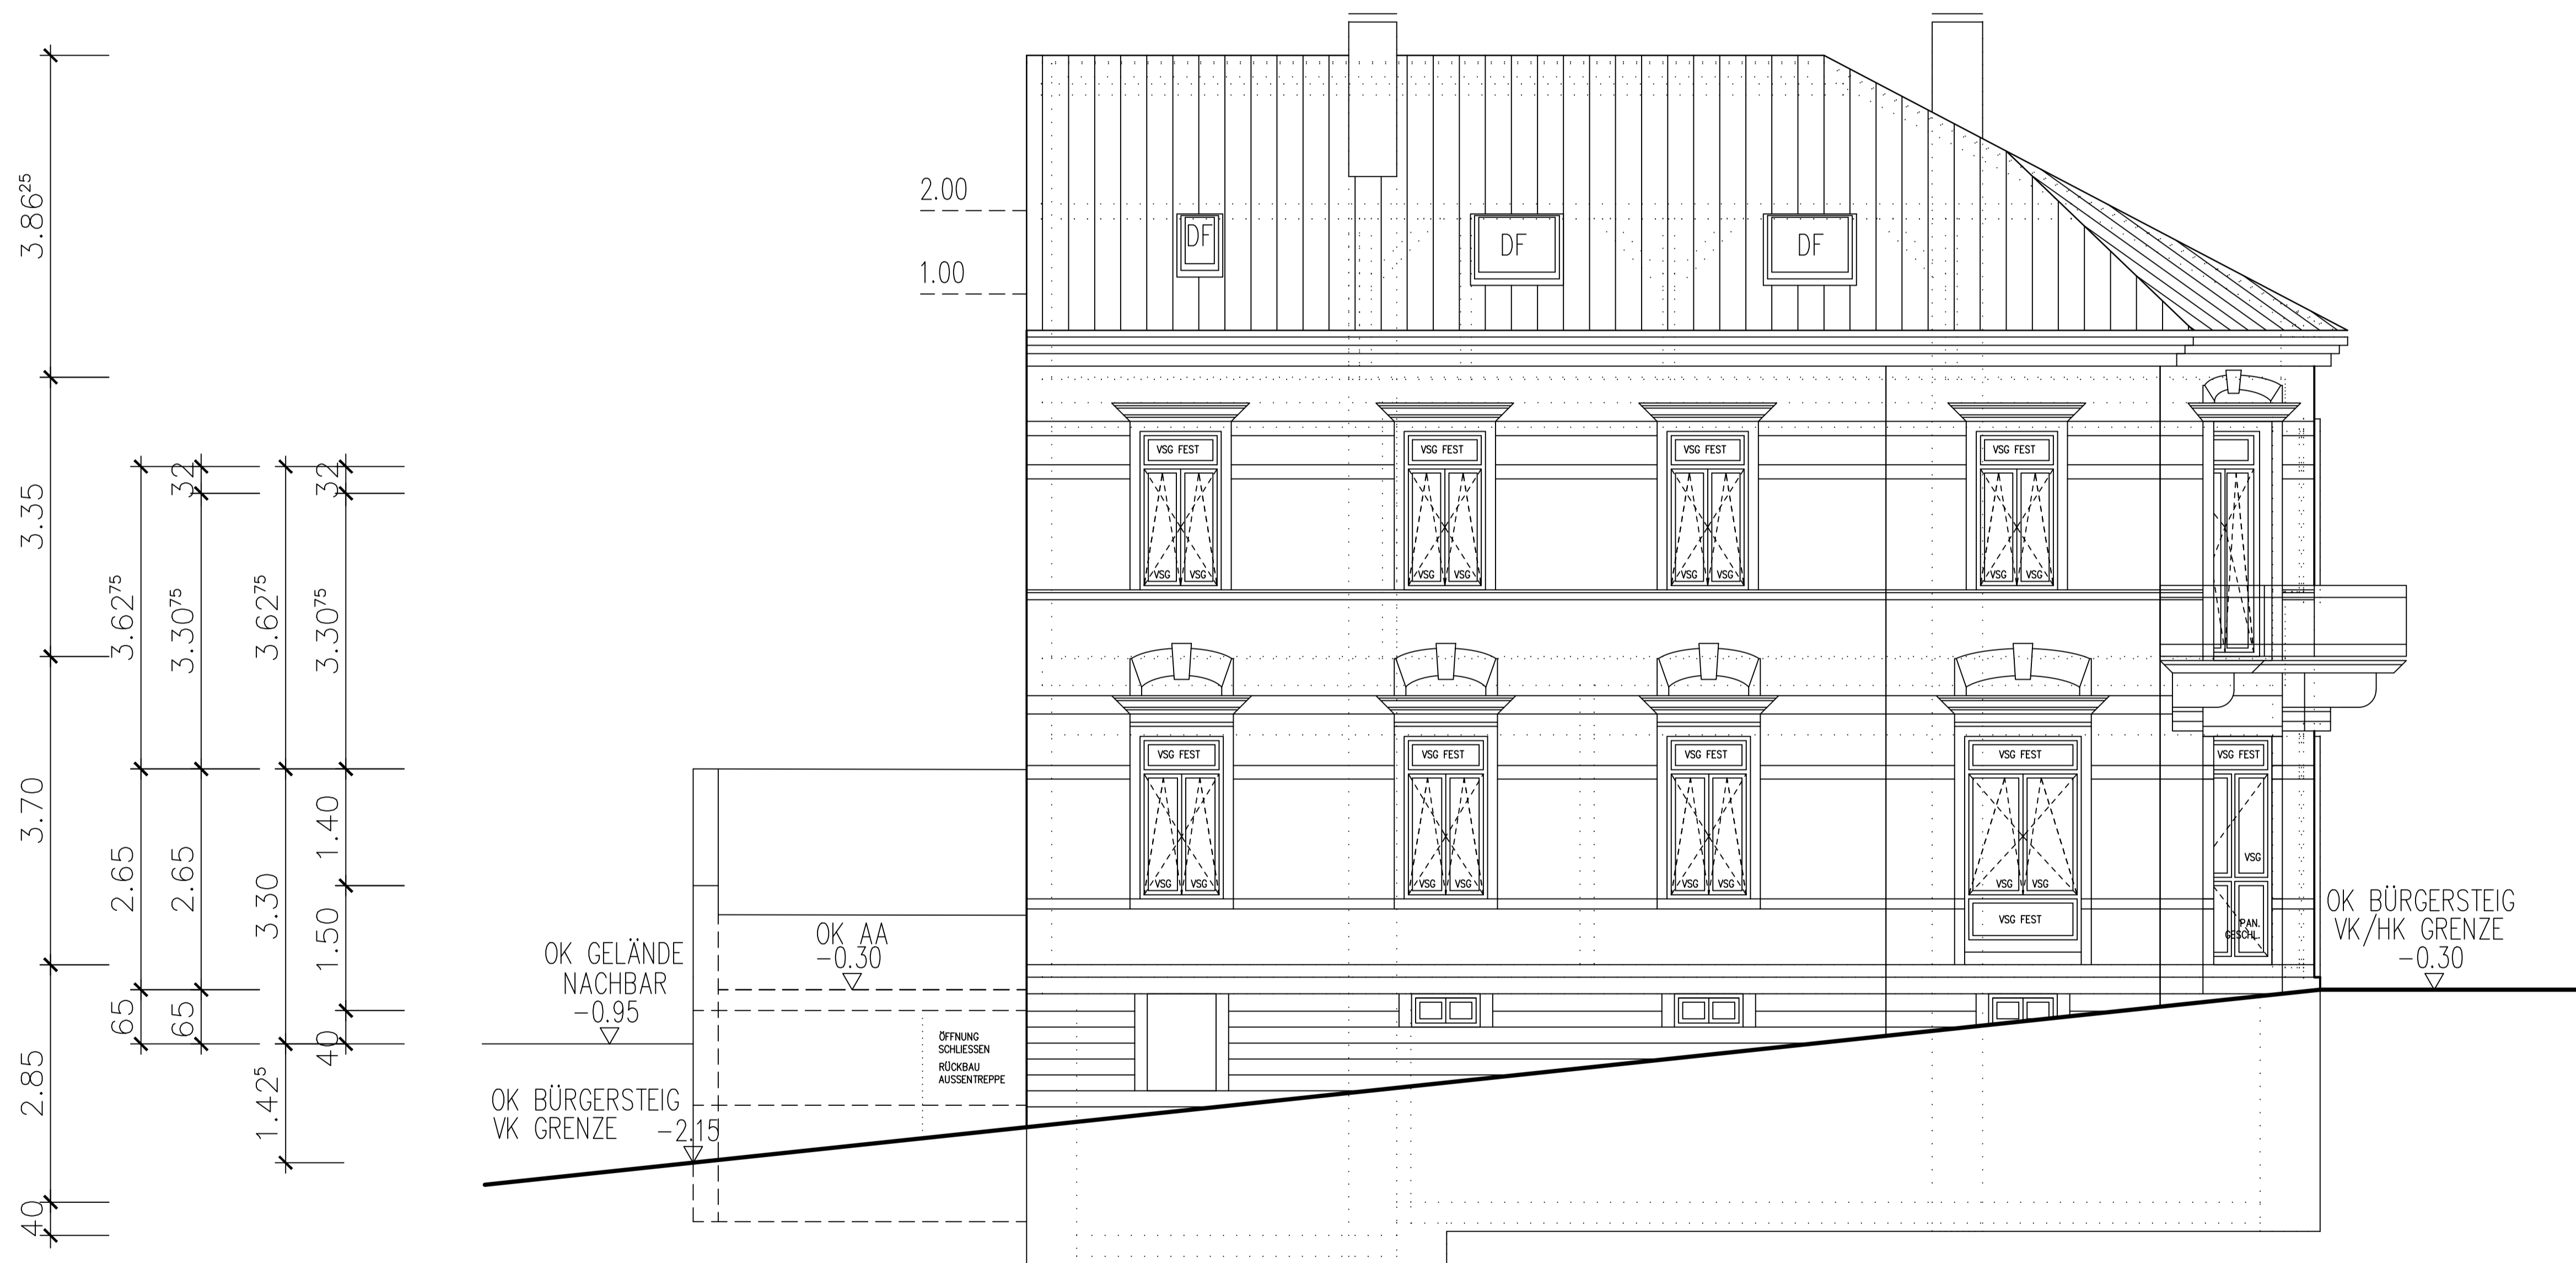 3.86²⁵
3.35
3.70
2.85
40
3.62⁷⁵
2.65
65
32
3.30⁷⁵
2.65
65
3.62⁷⁵
3.30
1.42⁵
32
3.30⁷⁵
1.40
1.50
40
2.00
1.00
DF
DF
DF
VSG FEST
VSG FEST
VSG FEST
VSG FEST
VSG VSG
VSG VSG
VSG VSG
VSG VSG
VSG FEST
VSG FEST
VSG FEST
VSG FEST
VSG FEST
VSG VSG
VSG VSG
VSG VSG
VSG VSG
VSG
VSG FEST
PAN.
GESCHL.
OK GELÄNDE
NACHBAR
-0.95
OK AA
-0.30
OK BÜRGERSTEIG
VK/HK GRENZE
-0.30
ÖFFNUNG
SCHLIESSEN
RÜCKBAU
AUSSENTREPPE
OK BÜRGERSTEIG
VK GRENZE -2.15